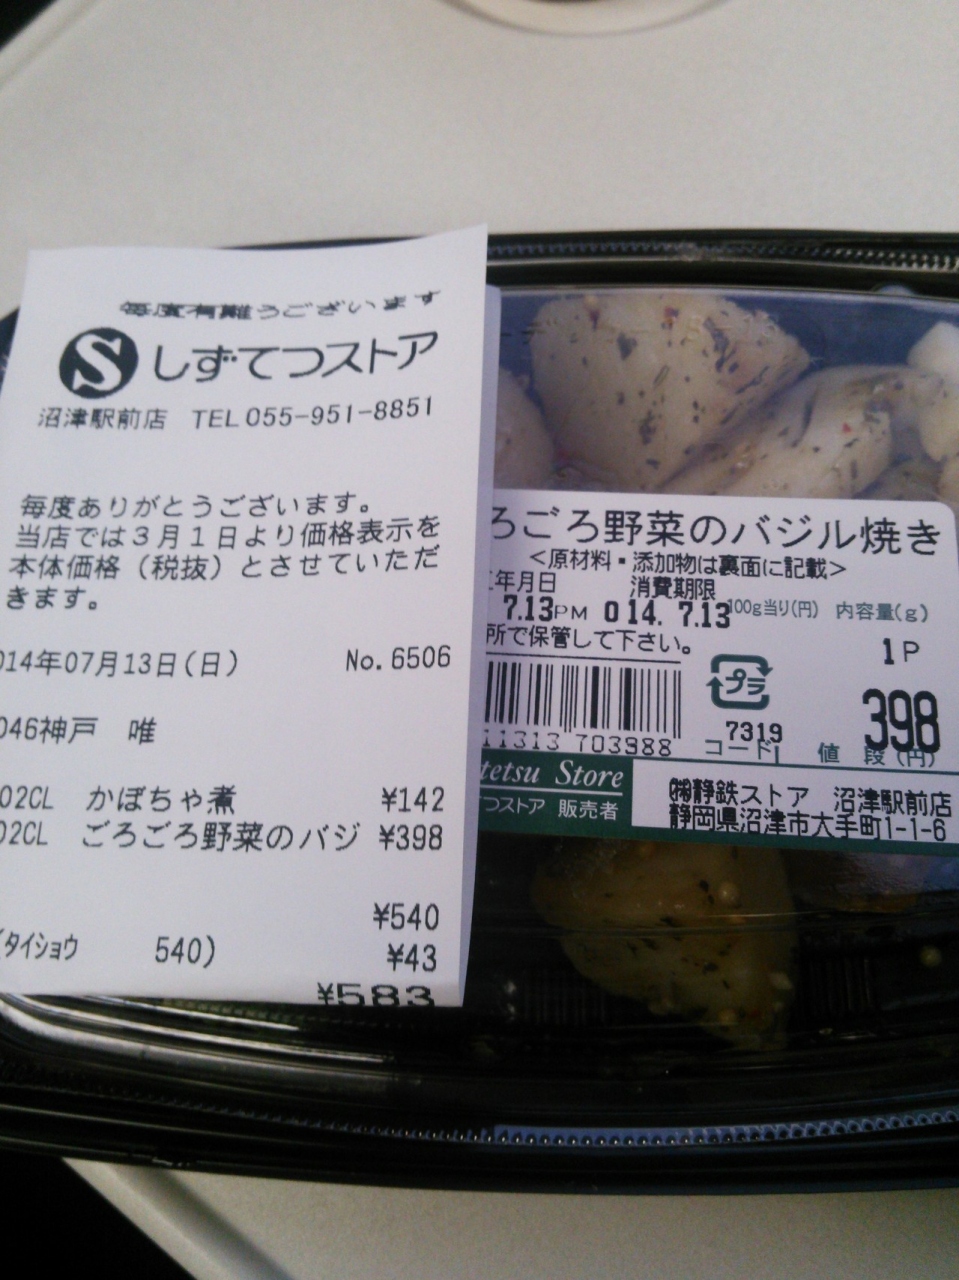 毎度有難うございます
S しずてつストア
沼津駅前店 TEL 055-951-8851
毎度ありがとうございます。
当店では3月1日より価格表示を
本体価格（税抜）とさせていただ
きます。
014年07月13日(日) No.6506
046神戸 唯
02CL かぼちゃ煮 ¥142
02CL ごろごろ野菜のバジ ¥398
¥540
(タイショウ 540) ¥43
¥583
ろごろ野菜のバジル焼き
<原材料・添加物は裏面に記載>
年月日 消費期限
7.13PM 014. 7.13 100g当り(円) 内容量(g)
所で保管して下さい。
1P
プラ
398
7319
11313 703988 コード 値段(円)
tetsu Store
つストア 販売者
㈱静鉄ストア 沼津駅前店
静岡県沼津市大手町1-1-6